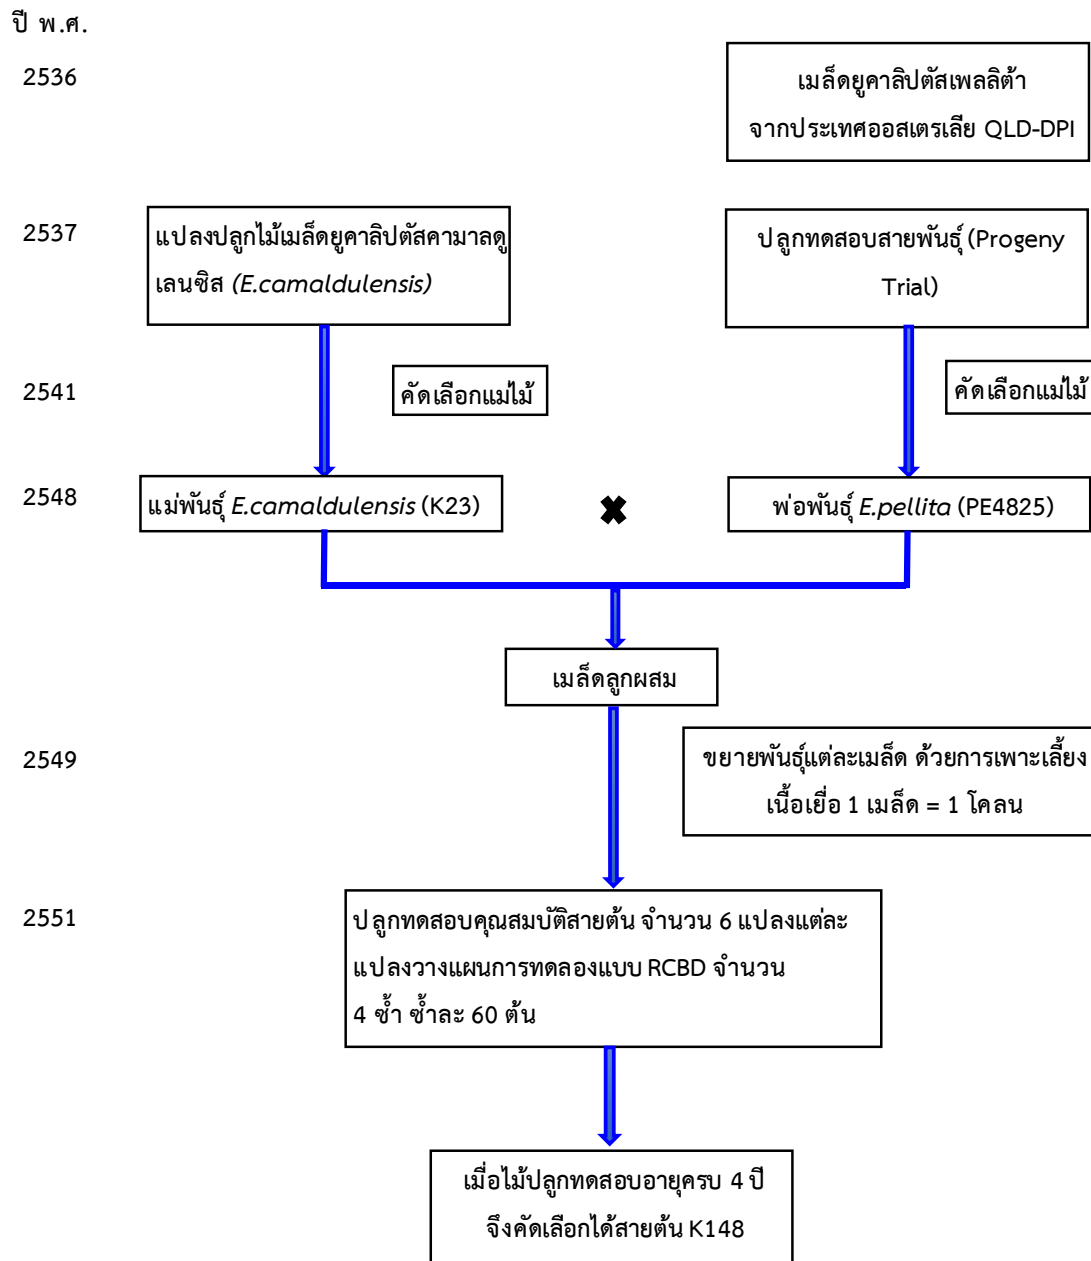 ปี พ.ศ.
2536
เมล็ดยูคาลิปตัสเพลลิต้า
จากประเทศออสเตรเลีย QLD-DPI
2537
แปลงปลูกไม้เมล็ดยูคาลิปตัสคามาลดู
เลนซิส (E.camaldulensis)
ปลูกทดสอบสายพันธุ์ (Progeny
Trial)
2541
คัดเลือกแม่ไม้
คัดเลือกแม่ไม้
2548
แม่พันธุ์ E.camaldulensis (K23)
พ่อพันธุ์ E.pellita (PE4825)
เมล็ดลูกผสม
2549
ขยายพันธุ์แต่ละเมล็ด ด้วยการเพาะเลี้ยง
เนื้อเยื่อ 1 เมล็ด = 1 โคลน
2551
ปลูกทดสอบคุณสมบัติสายต้น จำนวน 6 แปลงแต่ละ
แปลงวางแผนการทดลองแบบ RCBD จำนวน
4 ซ้ำ ซ้ำละ 60 ต้น
เมื่อไม้ปลูกทดสอบอายุครบ 4 ปี
จึงคัดเลือกได้สายต้น K148